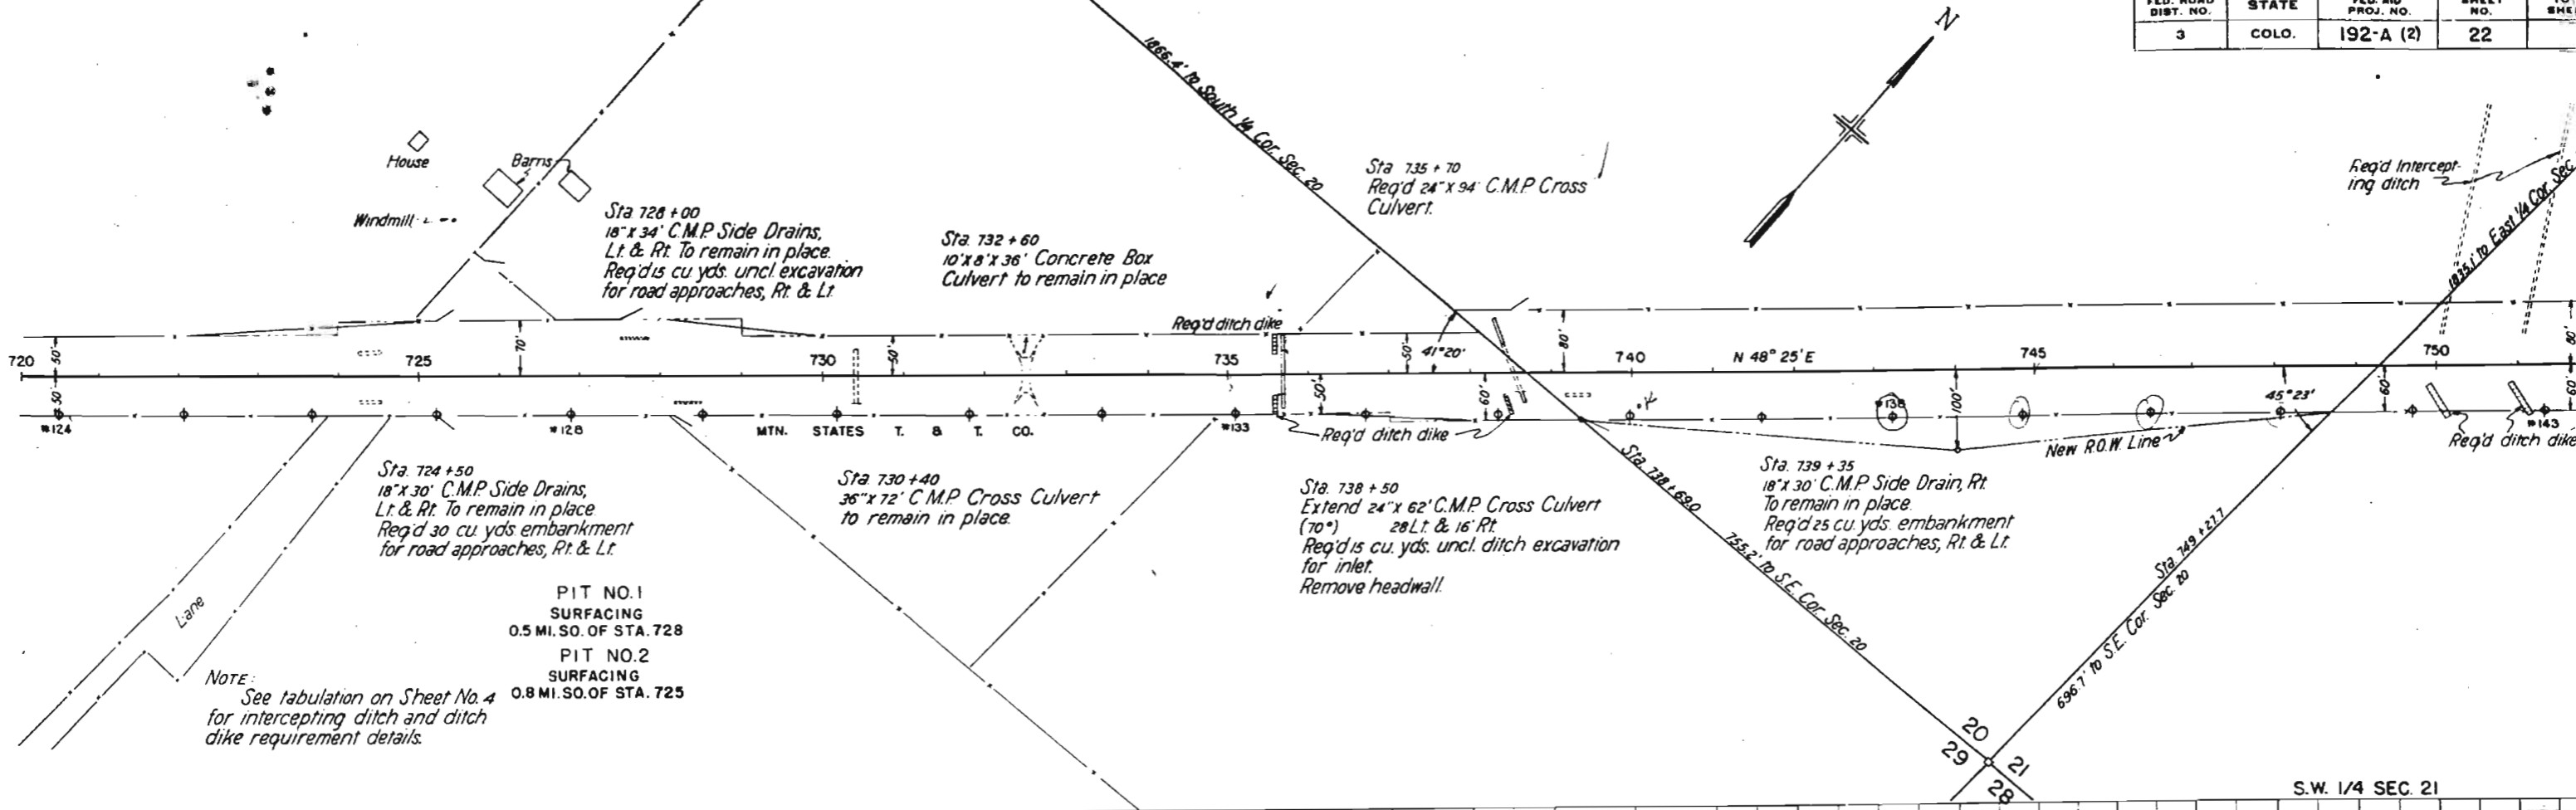 FED. ROAD DIST. NO.
STATE
FED. AID PROJ. NO.
SHEET NO.
3
COLO.
192-A (2)
22
N
1866.4' to South 1/4 Cor. Sec. 20
House
Barns
Windmill
Sta. 728+00
18"X 34' C.M.P. Side Drains,
Lt. & Rt. To remain in place.
Req'd 15 cu. yds. uncl. excavation
for road approaches, Rt. & Lt.
Sta. 732+60
10'X8'X36' Concrete Box
Culvert to remain in place
Sta 735+70
Req'd 24"X 94' C.M.P. Cross
Culvert.
Req'd Intercept-
ing ditch
1835.1' to East 1/4 Cor. Sec.
Req'd ditch dike
720
50'
725
70'
730
50'
735
50'
41°20'
80'
740
N 48° 25' E
745
750
80'
50'
50'
60'
100'
45°23'
60'
60'
#124
#128
MTN. STATES T. & T. CO.
#133
Req'd ditch dike
#138
New R.O.W. Line
#143
Req'd ditch dike
Sta. 724+50
18"X 30' C.M.P. Side Drains,
Lt. & Rt. To remain in place
Req'd 30 cu. yds. embankment
for road approaches, Rt. & Lt.
Sta. 730+40
36"X 72' C.M.P. Cross Culvert
to remain in place.
Sta. 738+50
Extend 24"X 62' C.M.P. Cross Culvert
(70°) 28 Lt. & 16' Rt.
Req'd 15 cu. yds. uncl. ditch excavation
for inlet.
Remove headwall.
Sta. 738+69.0
755.2' to S.E. Cor. Sec. 20
Sta. 739+35
18"X 30' C.M.P. Side Drain, Rt.
To remain in place.
Req'd 25 cu. yds. embankment
for road approaches, Rt. & Lt.
Sta. 749+27.7
696.7' to S.E. Cor. Sec. 20
Lane
PIT NO.1
SURFACING
0.5 MI. SO. OF STA. 728
PIT NO.2
SURFACING
0.8 MI. SO. OF STA. 725
NOTE:
See tabulation on Sheet No. 4
for intercepting ditch and ditch
dike requirement details.
20
29
21
28
S.W. 1/4 SEC. 21